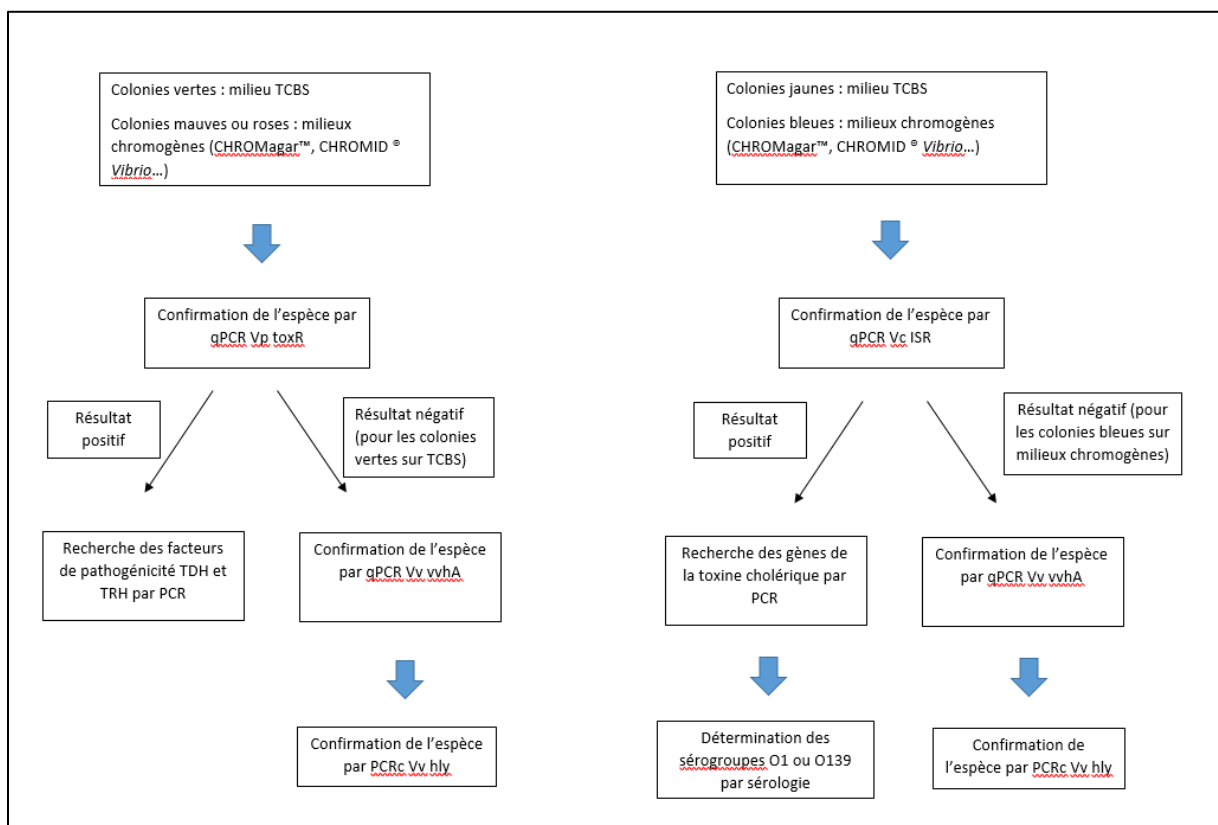 Colonies vertes : milieu TCBS
Colonies mauves ou roses : milieux
chromogènes (CHROMagar™, CHROMID ®
Vibrio…)
Colonies jaunes : milieu TCBS
Colonies bleues : milieux chromogènes
(CHROMagar™, CHROMID ® Vibrio…)
Confirmation de l’espèce par
qPCR Vp toxR
Confirmation de l’espèce par
qPCR Vc ISR
Résultat
positif
Résultat négatif
(pour les colonies
vertes sur TCBS)
Résultat
positif
Résultat négatif (pour
les colonies bleues sur
milieux chromogènes)
Recherche des facteurs
de pathogénicité TDH et
TRH par PCR
Confirmation de l’espèce
par qPCR Vv vvhA
Recherche des gènes de
la toxine cholérique par
PCR
Confirmation de l’espèce
par qPCR Vv vvhA
Confirmation de l’espèce
par PCRc Vv hly
Détermination des
sérogroupes O1 ou O139
par sérologie
Confirmation de
l’espèce par PCRc Vv hly